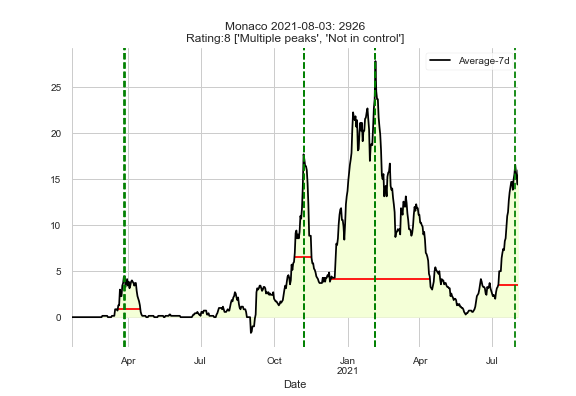 Monaco 2021-08-03: 2926
Rating:8 ['Multiple peaks', 'Not in control']
Average-7d
25
20
15
10
5
0
Apr
Jul
Oct
Jan
2021
Apr
Jul
Date